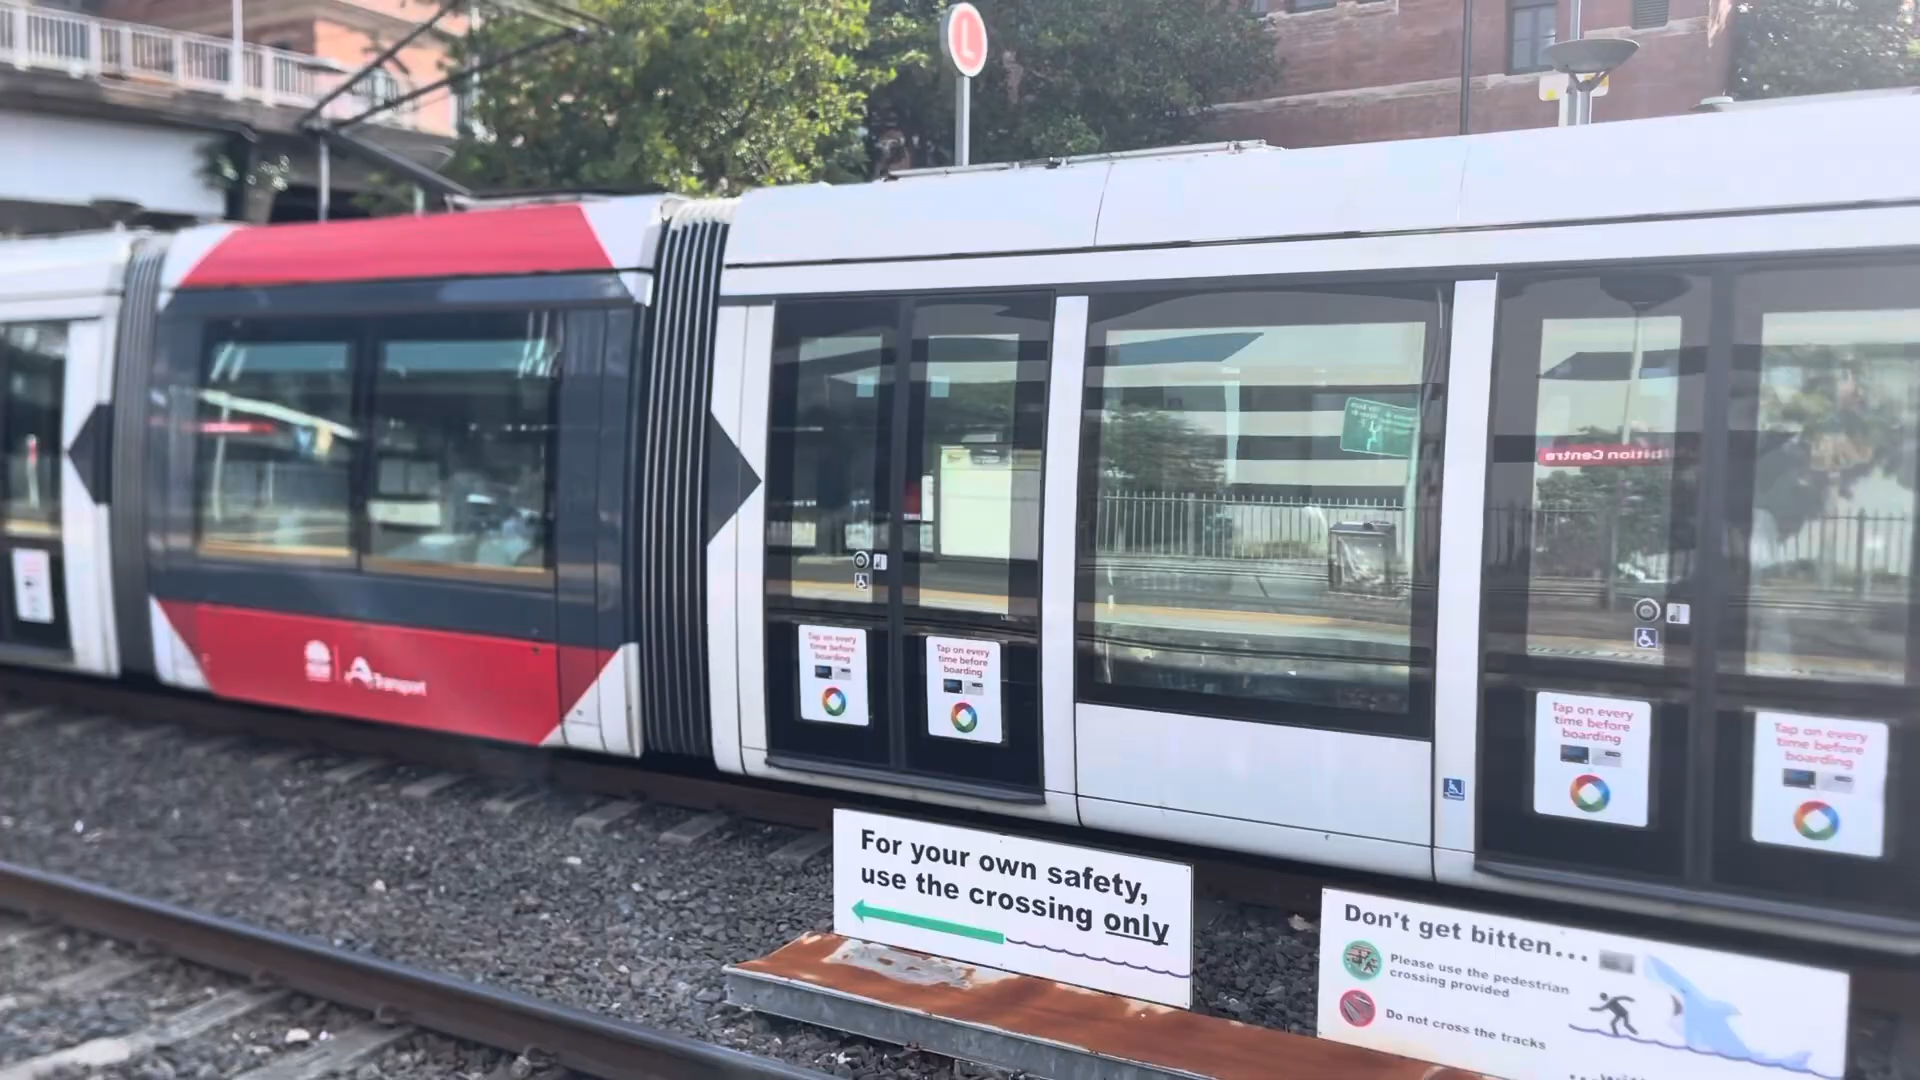 L
bition Centre
Transport
Tap on every
time before
boarding
Tap on every
time before
boarding
Tap on every
time before
boarding
Tap on every
time before
boarding
For your own safety,
use the crossing only
Don't get bitten...
Please use the pedestrian
crossing provided
Do not cross the tracks